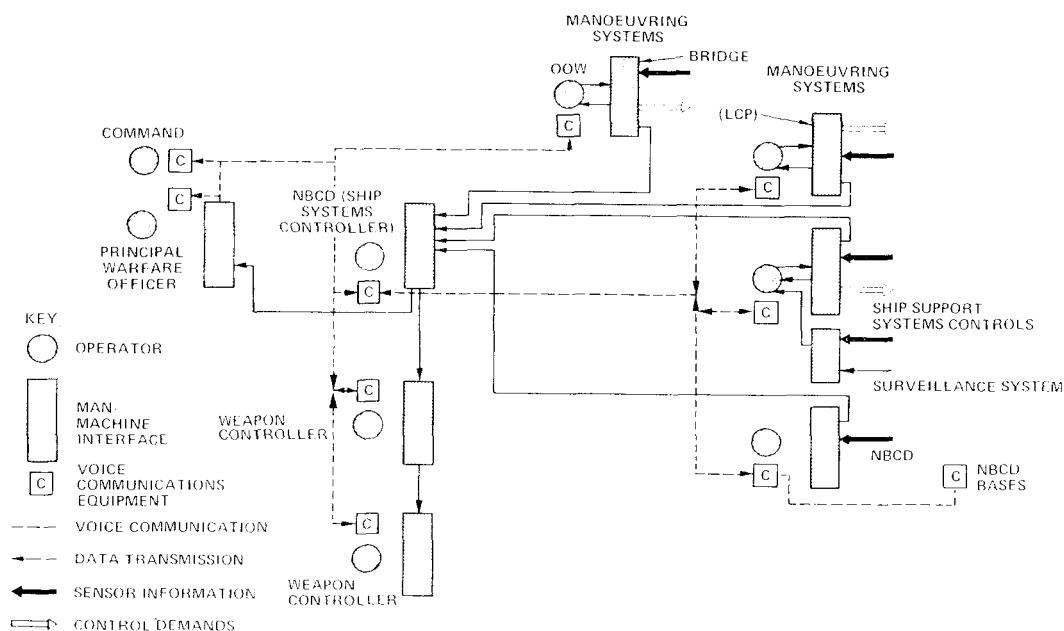 MANOEUVRING
SYSTEMS
BRIDGE
OOW
C
MANOEUVRING
SYSTEMS
(LCP)
C
COMMAND
C
C
PRINCIPAL
WARFARE
OFFICER
NBCD (SHIP
SYSTEMS
CONTROLLER)
C
C
SHIP SUPPORT
SYSTEMS CONTROLS
SURVEILLANCE SYSTEM
C
WEAPON
CONTROLLER
NBCD
C
C
NBCD
BASES
C
WEAPON
CONTROLLER
KEY
OPERATOR
MAN-
MACHINE
INTERFACE
C
VOICE
COMMUNICATIONS
EQUIPMENT
VOICE COMMUNICATION
DATA TRANSMISSION
SENSOR INFORMATION
CONTROL DEMANDS